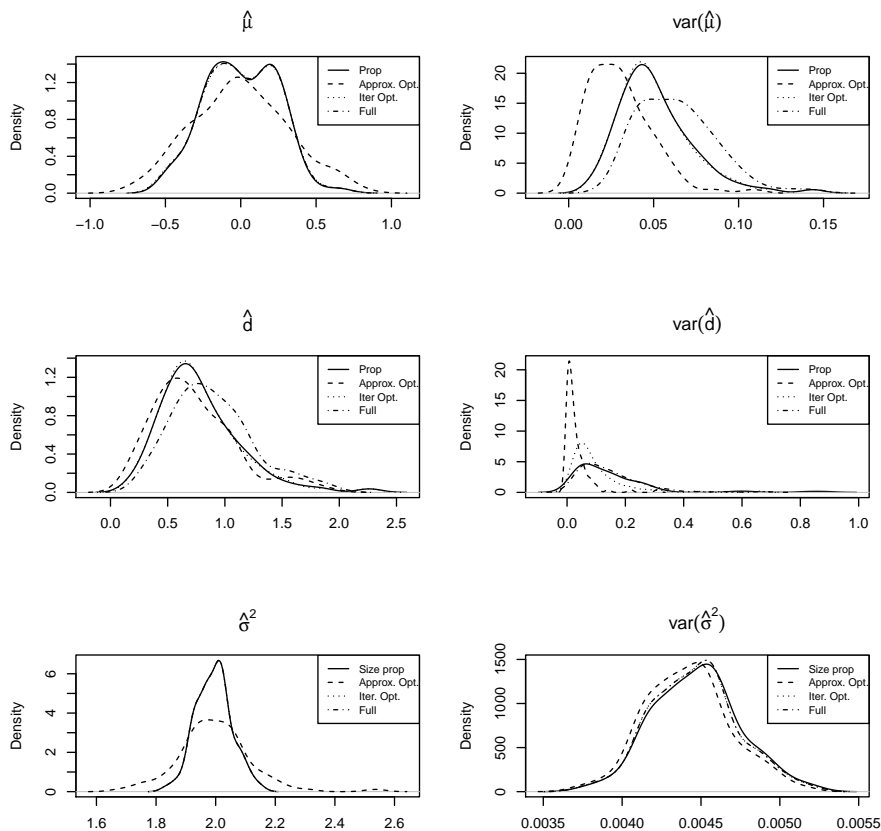 μ̂
Density
0.0 0.4 0.8 1.2
−1.0 −0.5 0.0 0.5 1.0
Prop
Approx. Opt.
Iter Opt.
Full
var(μ̂)
Density
0 5 10 15 20
0.00 0.05 0.10 0.15
Prop
Approx. Opt.
Iter Opt.
Full
d̂
Density
0.0 0.4 0.8 1.2
0.0 0.5 1.0 1.5 2.0 2.5
Prop
Approx. Opt.
Iter Opt.
Full
var(d̂)
Density
0 5 10 15 20
0.0 0.2 0.4 0.6 0.8 1.0
Prop
Approx. Opt.
Iter Opt.
Full
σ̂²
Density
0 2 4 6
1.6 1.8 2.0 2.2 2.4 2.6
Size prop
Approx. Opt.
Iter. Opt.
Full
var(σ̂²)
Density
0 500 1000 1500
0.0035 0.0040 0.0045 0.0050 0.0055
Size prop
Approx. Opt.
Iter. Opt.
Full